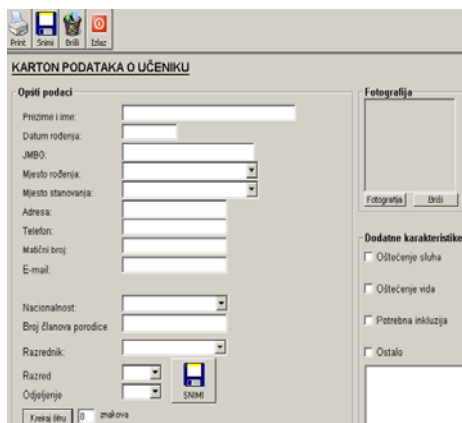 Print Snimi Briši Izlaz
KARTON PODATAKA O UČENIKU
Opšti podaci
Prezime i ime:
Datum rođenja:
JMBG:
Mjesto rođenja:
Mjesto stanovanja:
Adresa:
Telefon:
Matični broj:
E-mail:
Nacionalnost:
Broj članova porodice
Razrednik:
Razred
Odjeljenje
SNIMI
Kreiraj šifru 8 znakova
Fotografija
Fotografija Briši
Dodatne karakteristike
Oštećenje sluha
Oštećenje vida
Potrebna inkluzija
Ostalo